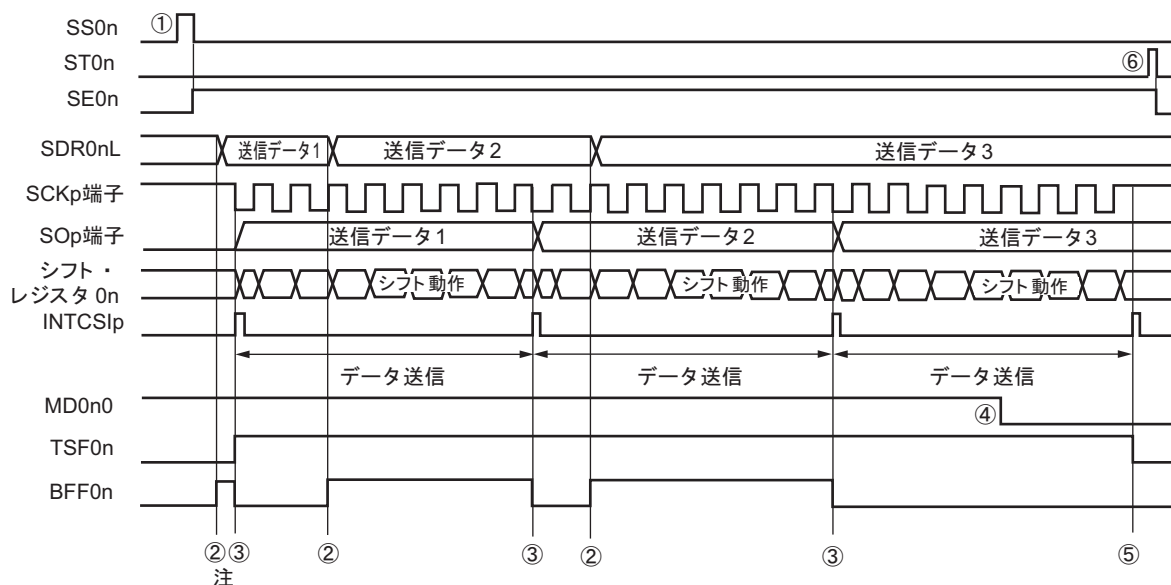 SS0n ①
ST0n ⑥
SE0n
SDR0nL 送信データ1 送信データ2 送信データ3
SCKp端子
SOp端子 送信データ1 送信データ2 送信データ3
シフト・
レジスタ 0n シフト動作 シフト動作 シフト動作
INTCSIp
データ送信 データ送信 データ送信
MD0n0 ④
TSF0n
BFF0n
②③ ② ③ ② ③ ⑤
注